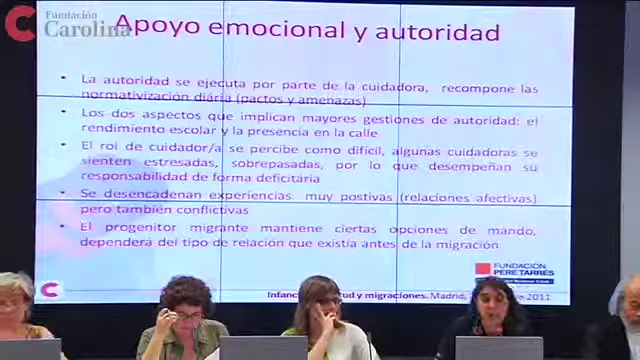 Fundación
Carolina
Apoyo emocional y autoridad
• La autoridad se ejecuta por parte de la cuidadora, recompone las
normativización diaria (pactos y amenazas)
• Los dos aspectos que implican mayores gestiones de autoridad: el
rendimiento escolar y la presencia en la calle
• El rol de cuidador/a se percibe como difícil, algunas cuidadoras se
sienten estresadas, sobrepasadas, por lo que desempeñan su
responsabilidad de forma deficitária
• Se desencadenan experiencias muy postivas (relaciones afectivas)
pero también conflictivas
• El progenitor migrante mantiene ciertas opciones de mando,
dependerá del tipo de relación que existía antes de la migración
FUNDACIÓN
PERE TARRÉS
y migraciones. Madrid, 2011